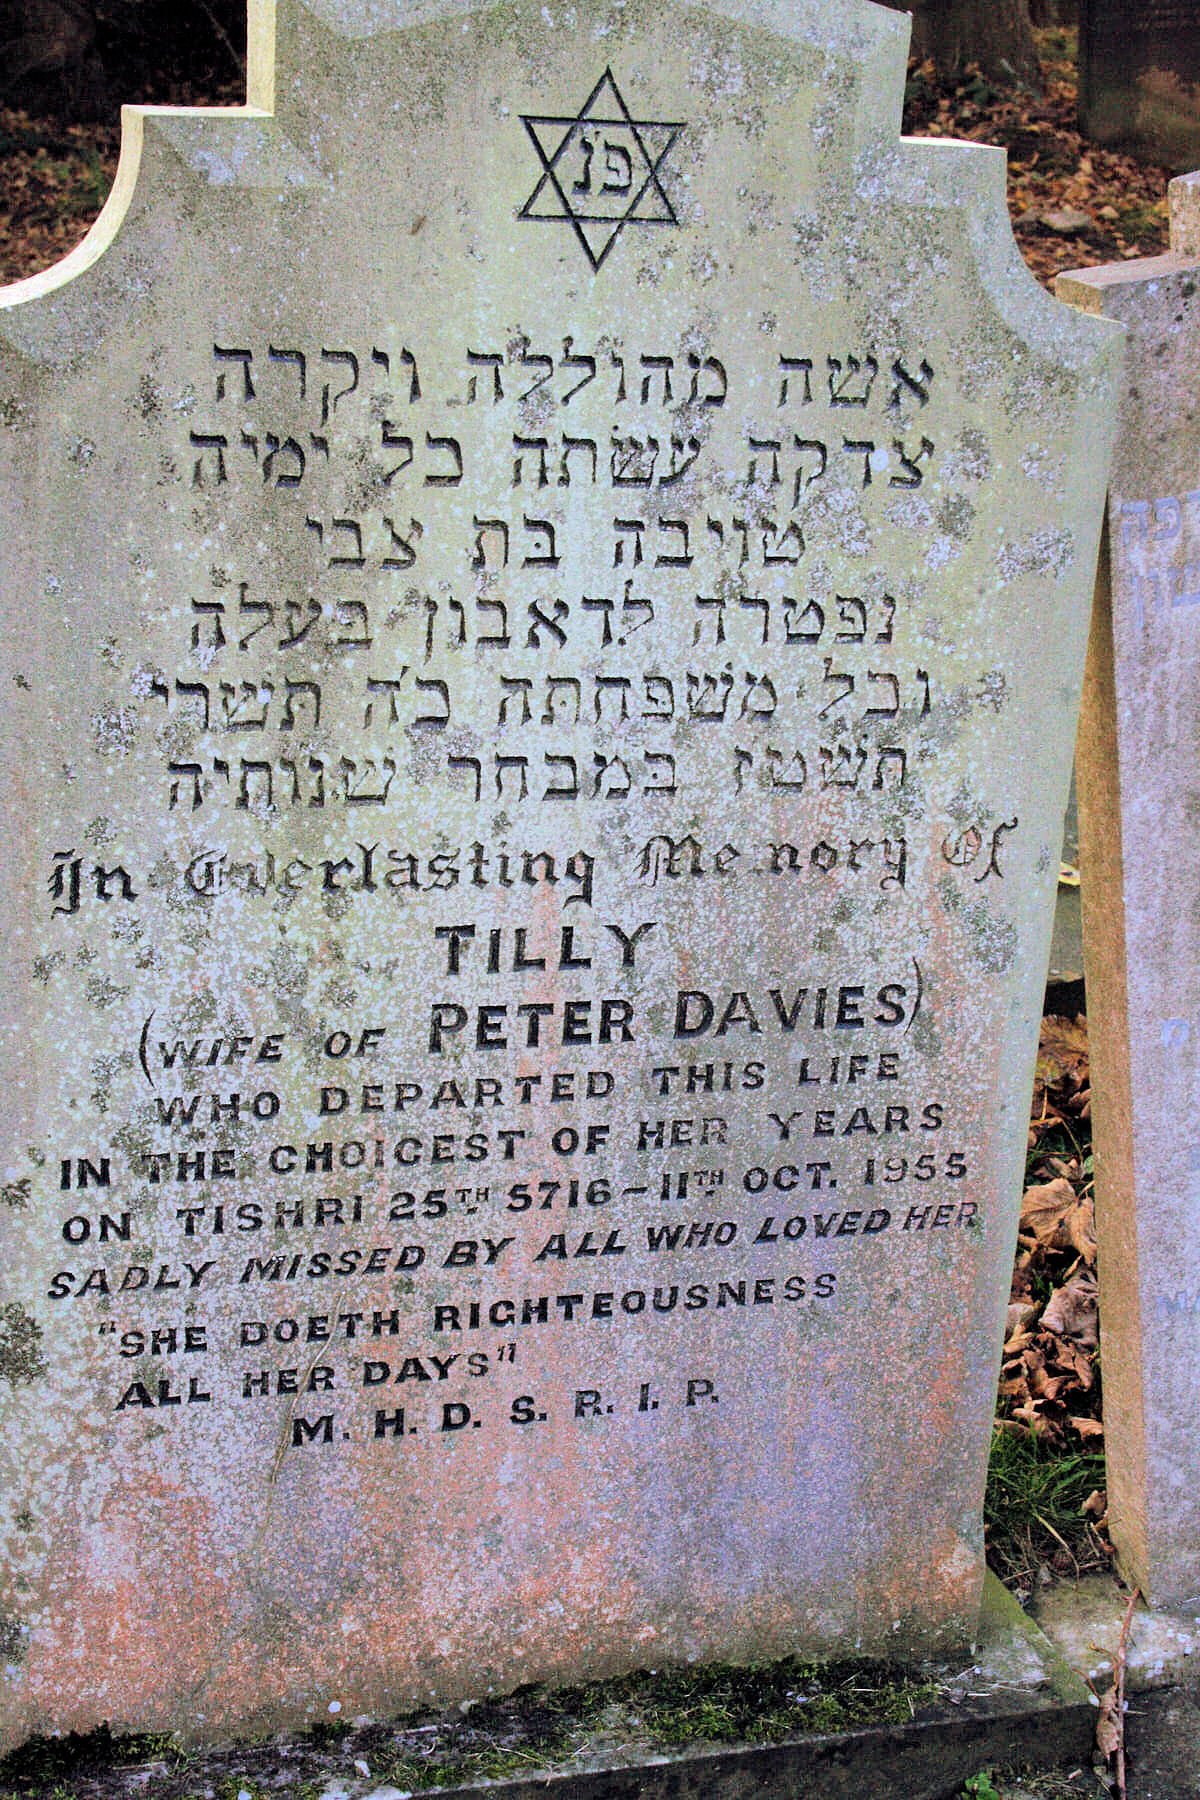 פ״נ
אשה מהוללה ויקרה
צדקה עשתה כל ימיה
טויבה בת צבי
נפטרה לדאבון בעלה
וכל משפחתה כ׳ה תשרי
תשטז במבחר שנותיה
In Everlasting Memory Of
TILLY
(WIFE OF PETER DAVIES)
WHO DEPARTED THIS LIFE
IN THE CHOICEST OF HER YEARS
ON TISHRI 25TH 5716-11TH OCT. 1955
SADLY MISSED BY ALL WHO LOVED HER
"SHE DOETH RIGHTEOUSNESS
ALL HER DAYS"
M. H. D. S. R. I. P.